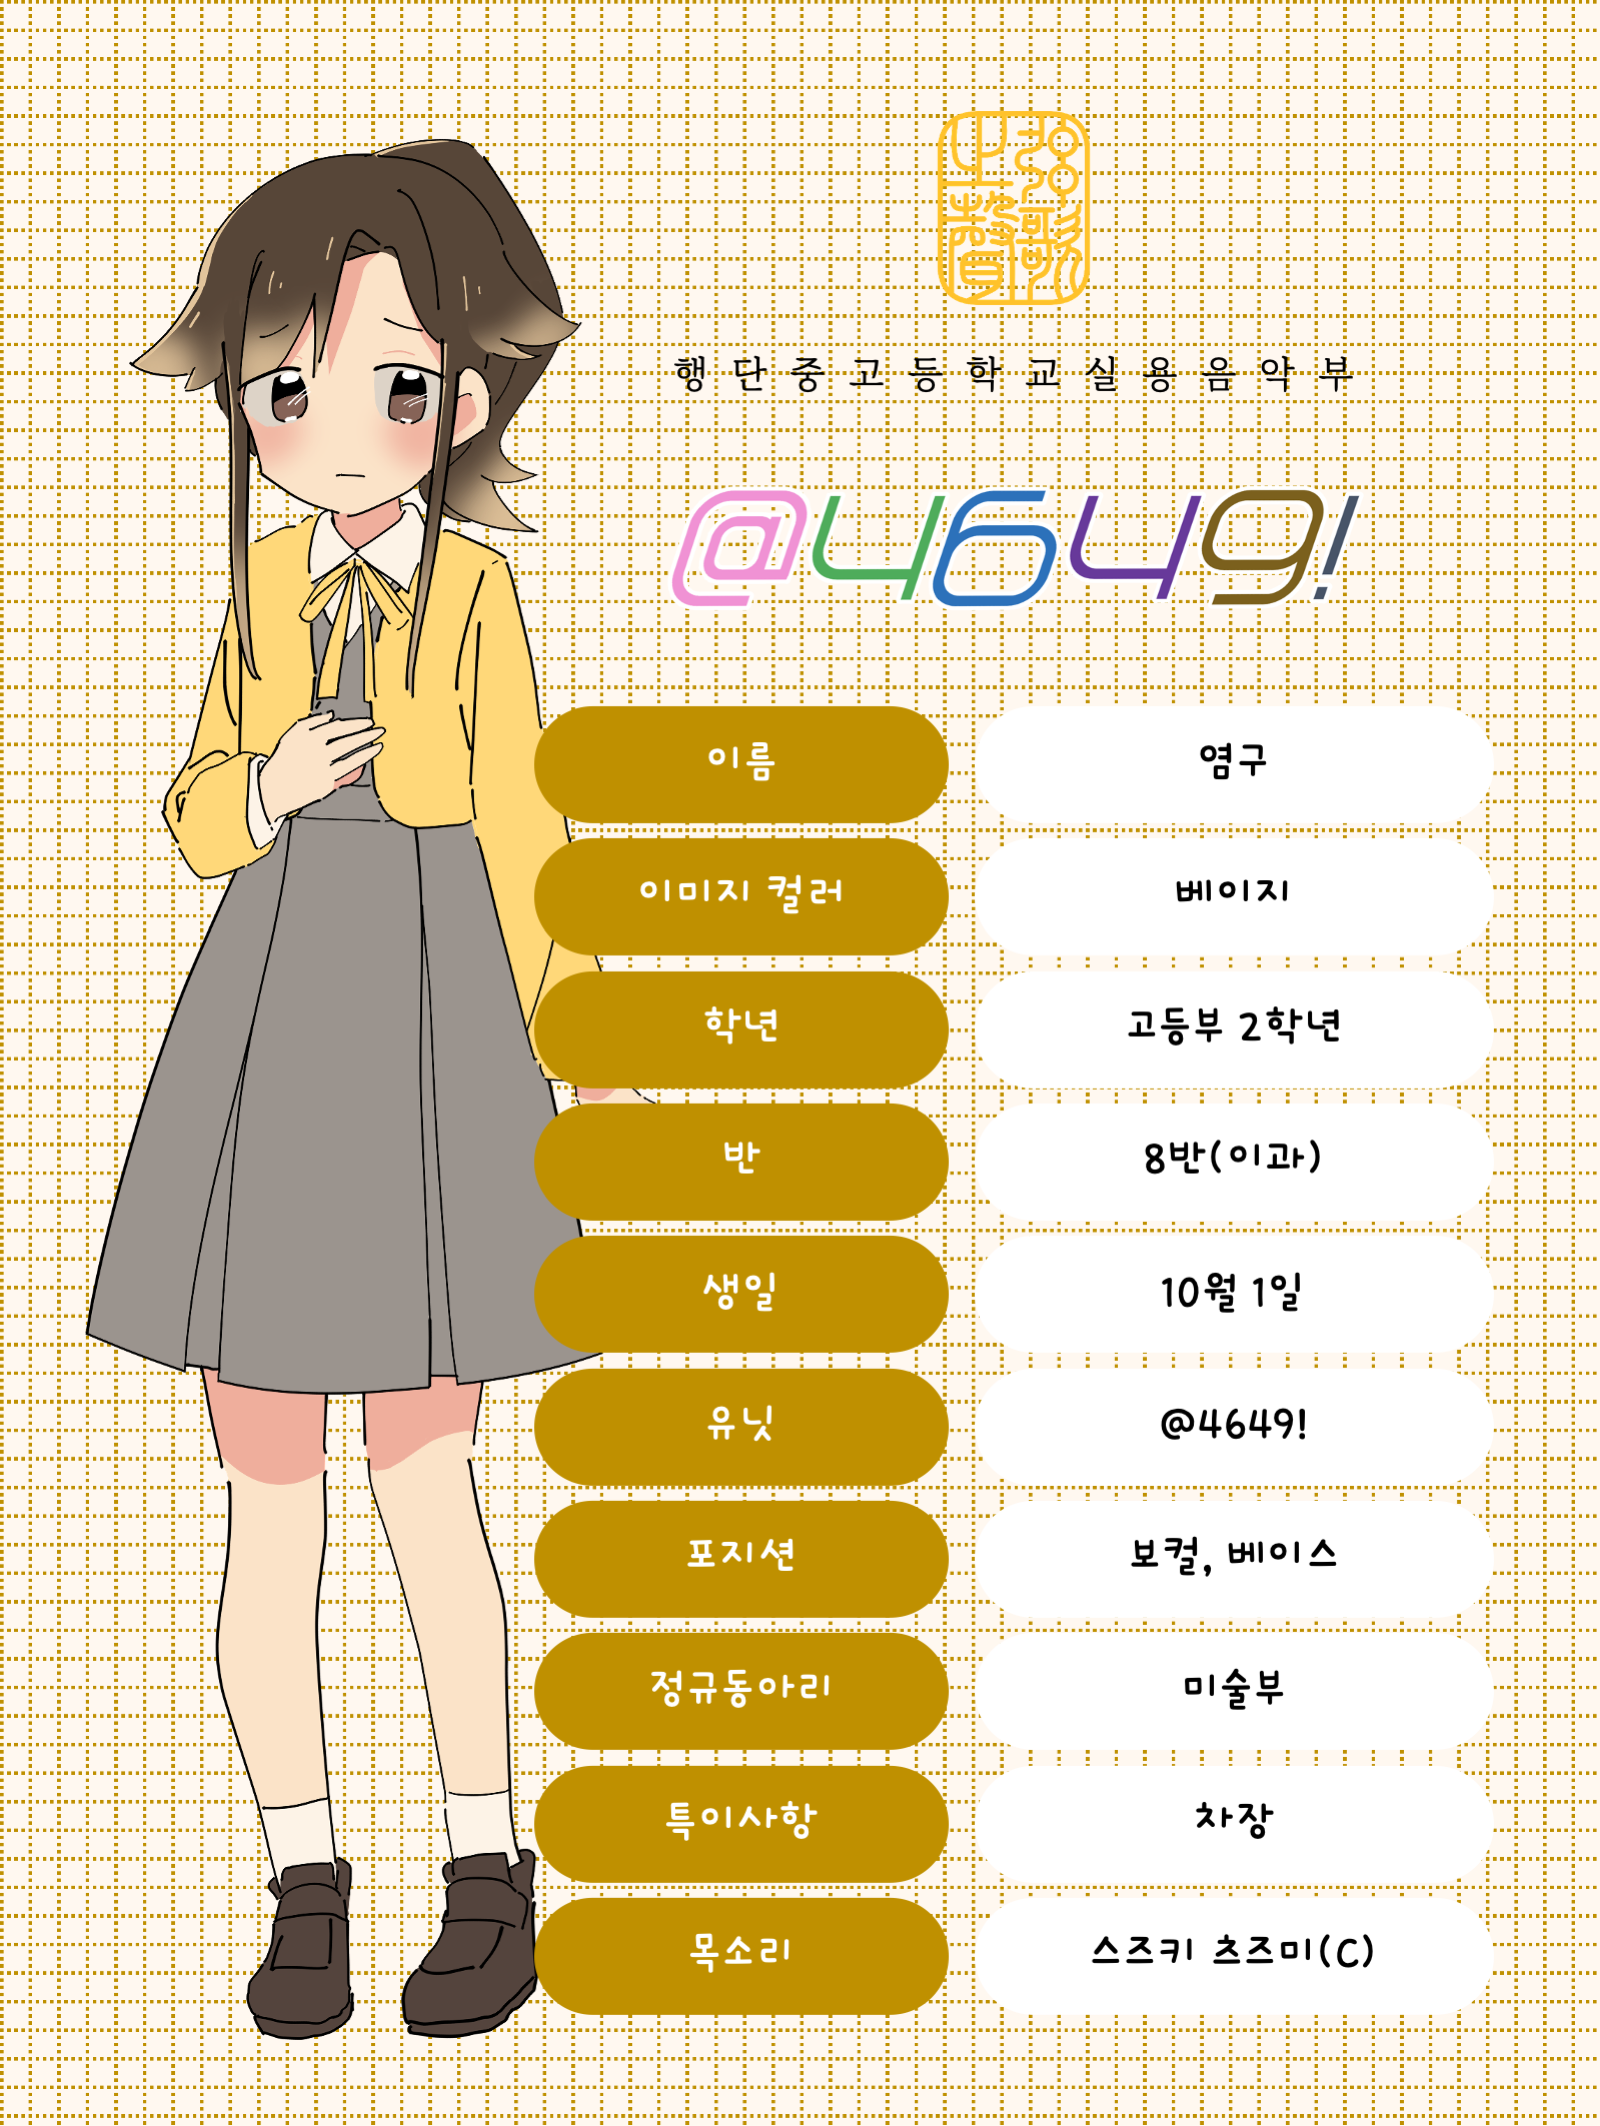 絃歌之聲
행단중고등학교실용음악부
@4649!
이름 염구
이미지 컬러 베이지
학년 고등부 2학년
반 8반(이과)
생일 10월 1일
유닛 @4649!
포지션 보컬, 베이스
정규동아리 미술부
특이사항 차장
목소리 스즈키 츠즈미(C)